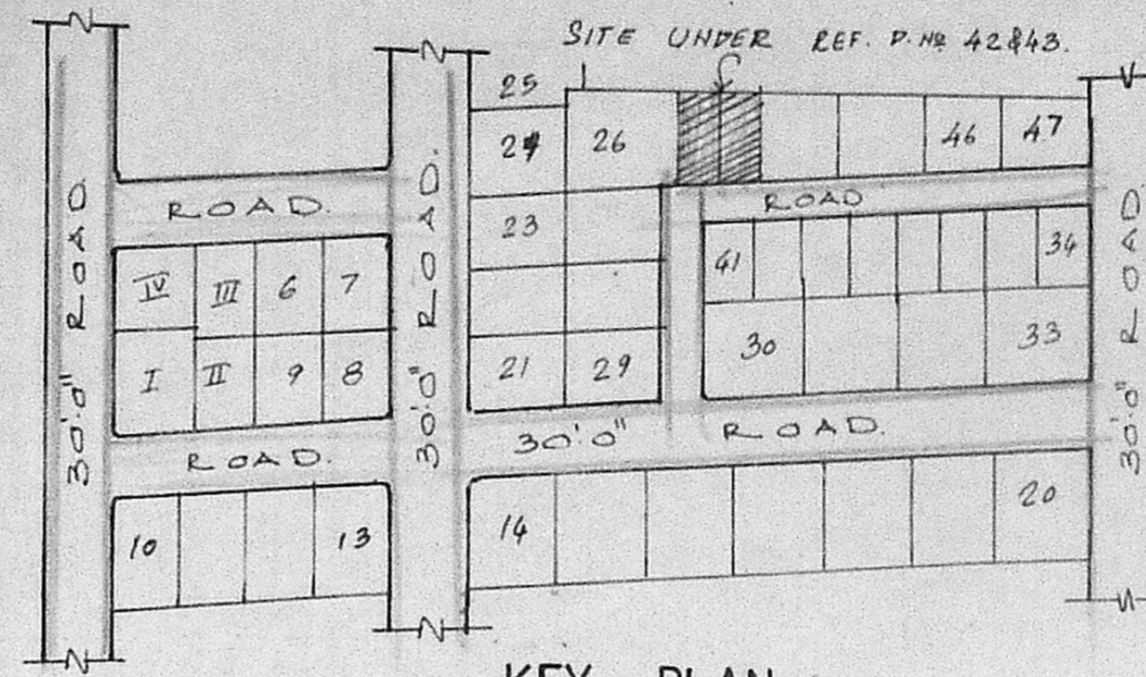 SITE UNDER REF. P. Nº 42&43.
25
24 26 46 47
ROAD.
ROAD
23
IV III 6 7
41 34
30 33
I II 9 8
21 29
30'.0" ROAD.
ROAD.
10 13
14 20
30'.0" ROAD
30'.0" ROAD.
30'.0" ROAD
KEY PLAN